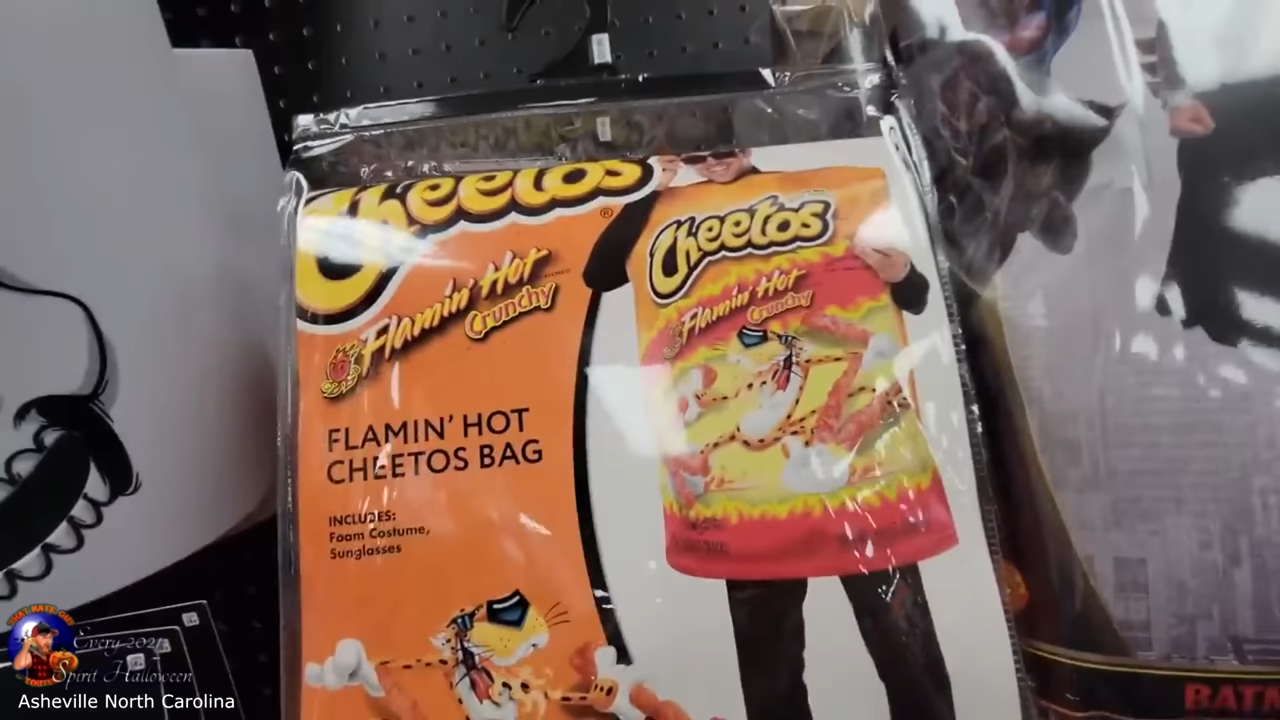 Cheetos
®
Flamin' Hot
Crunchy
FLAMIN' HOT
CHEETOS BAG
INCLUDES:
Foam Costume,
Sunglasses
Cheetos
Flamin' Hot
Crunchy
Every 2021
Spirit Halloween
Asheville North Carolina